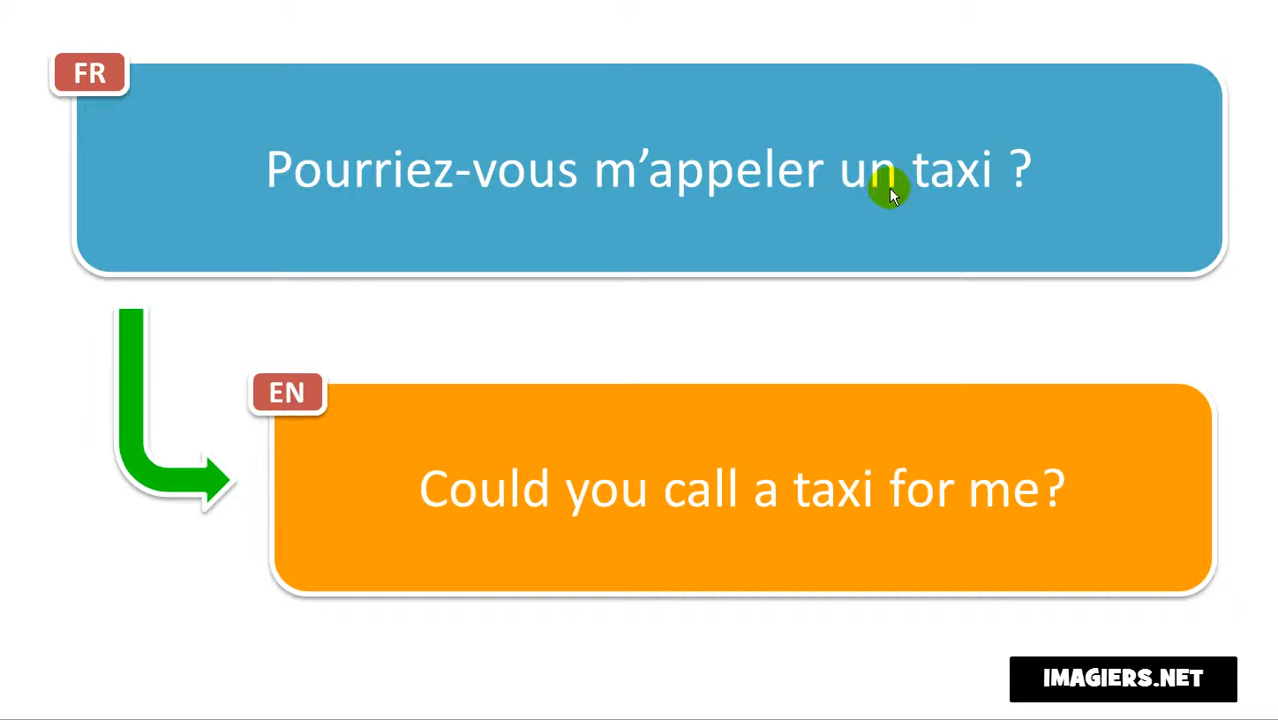 FR
Pourriez-vous m’appeler un taxi ?
EN
Could you call a taxi for me?
IMAGIERS.NET